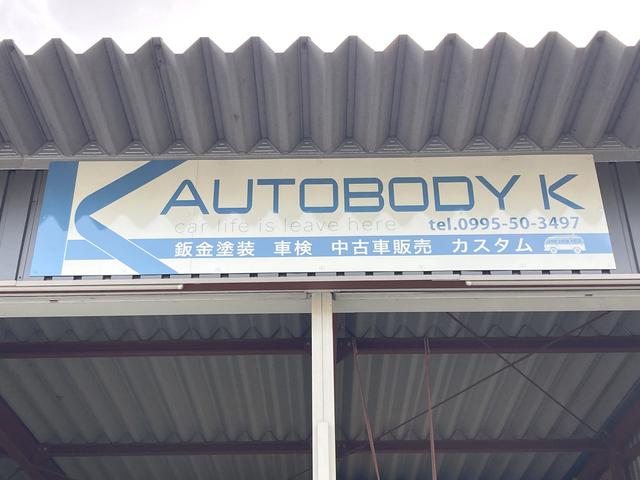 K AUTOBODY K
car life is leave here
tel.0995-50-3497
鈑金塗装 車検 中古車販売 カスタム